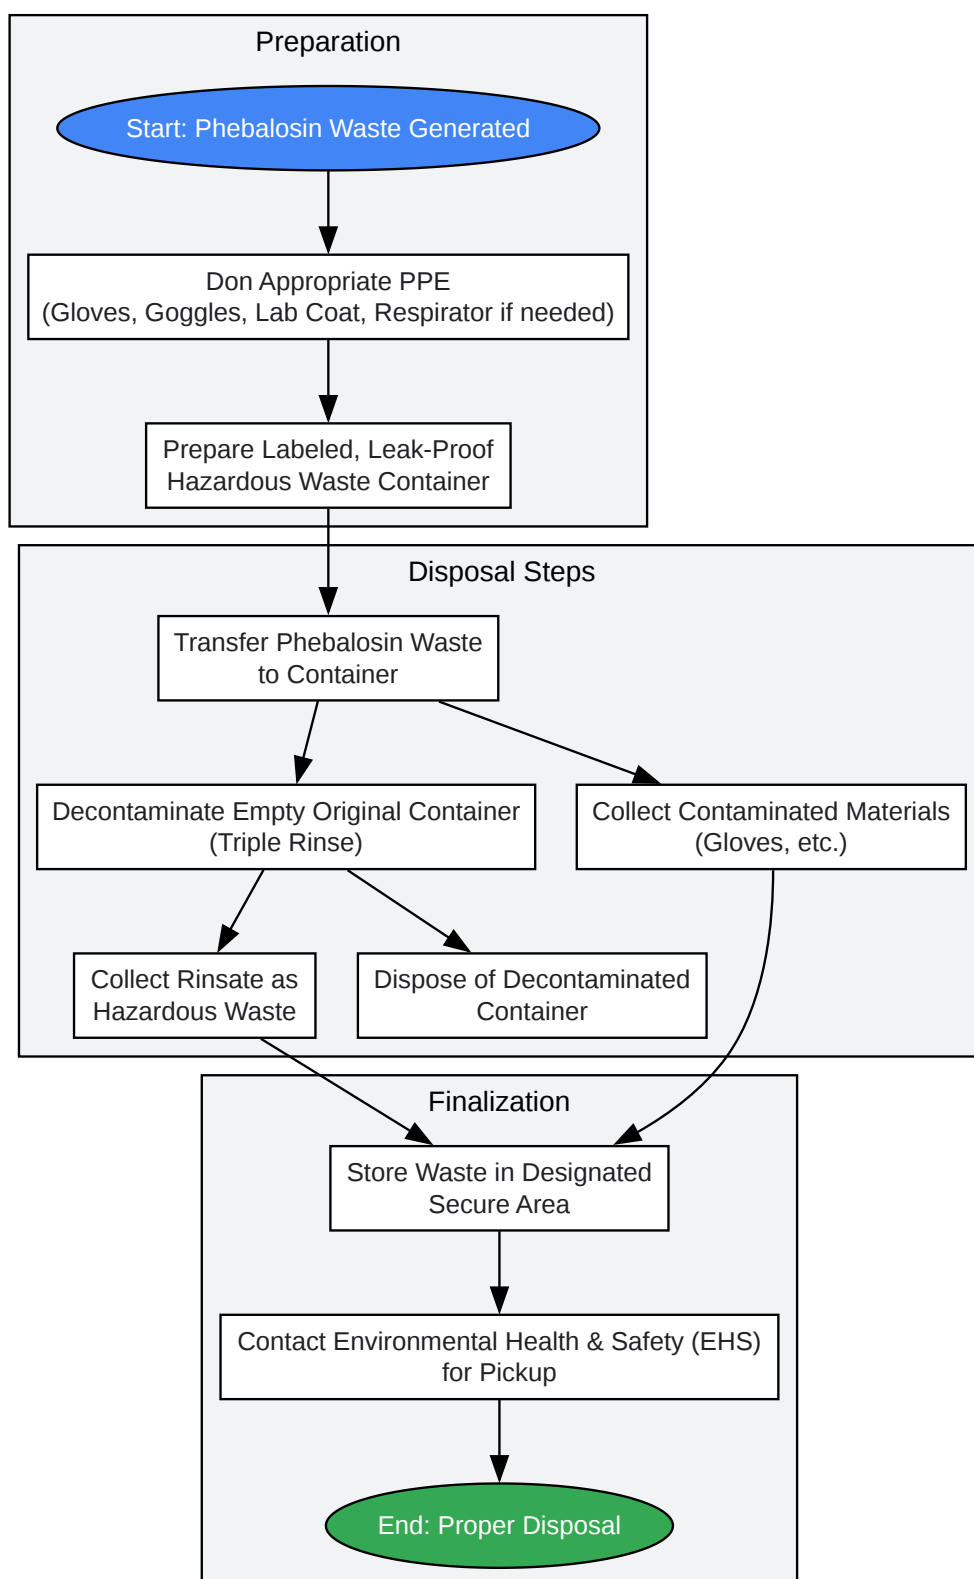 Preparation
Start: Phebalosin Waste Generated
Don Appropriate PPE
(Gloves, Goggles, Lab Coat, Respirator if needed)
Prepare Labeled, Leak-Proof
Hazardous Waste Container
Disposal Steps
Transfer Phebalosin Waste
to Container
Decontaminate Empty Original Container
(Triple Rinse)
Collect Contaminated Materials
(Gloves, etc.)
Collect Rinsate as
Hazardous Waste
Dispose of Decontaminated
Container
Finalization
Store Waste in Designated
Secure Area
Contact Environmental Health & Safety (EHS)
for Pickup
End: Proper Disposal